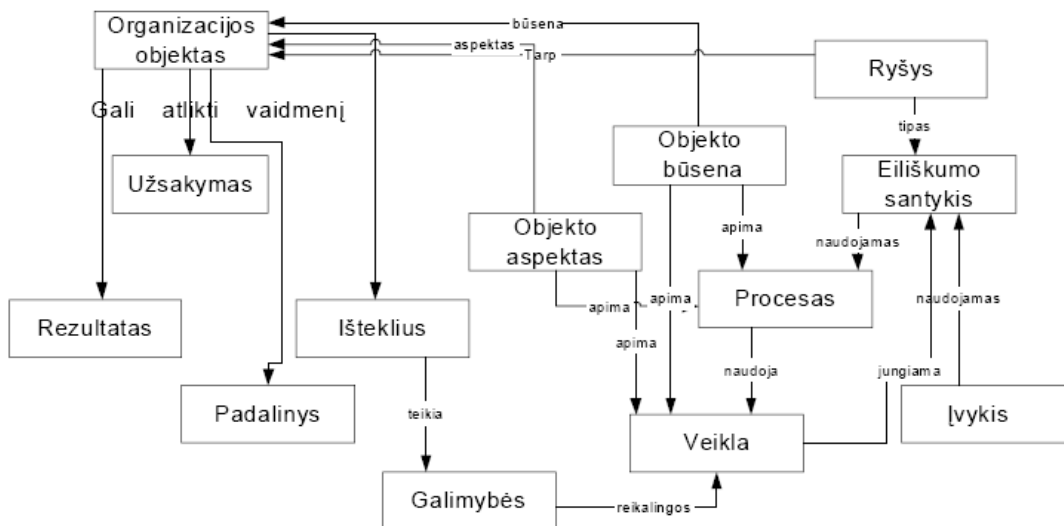 Organizacijos
objektas
būsena
aspektas
Tarp
Ryšys
Gali atlikti vaidmenį
tipas
Užsakymas
Objekto
būsena
Eiliškumo
santykis
Objekto
aspektas
apima
naudojamas
Rezultatas
Išteklius
apima
apima
Procesas
naudojamas
apima
naudoja
jungiama
Padalinys
teikia
Veikla
Įvykis
Galimybės
reikalingos